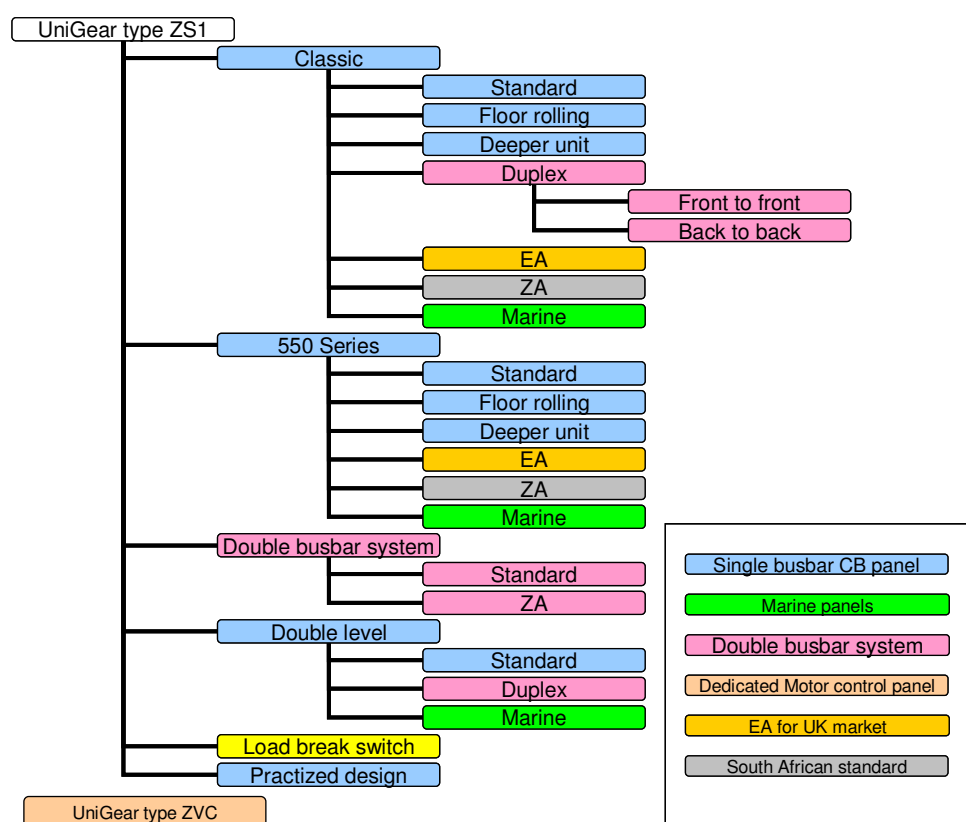 UniGear type ZS1
Classic
Standard
Floor rolling
Deeper unit
Duplex
Front to front
Back to back
EA
ZA
Marine
550 Series
Standard
Floor rolling
Deeper unit
EA
ZA
Marine
Double busbar system
Standard
ZA
Double level
Standard
Duplex
Marine
Load break switch
Practized design
UniGear type ZVC
Single busbar CB panel
Marine panels
Double busbar system
Dedicated Motor control panel
EA for UK market
South African standard